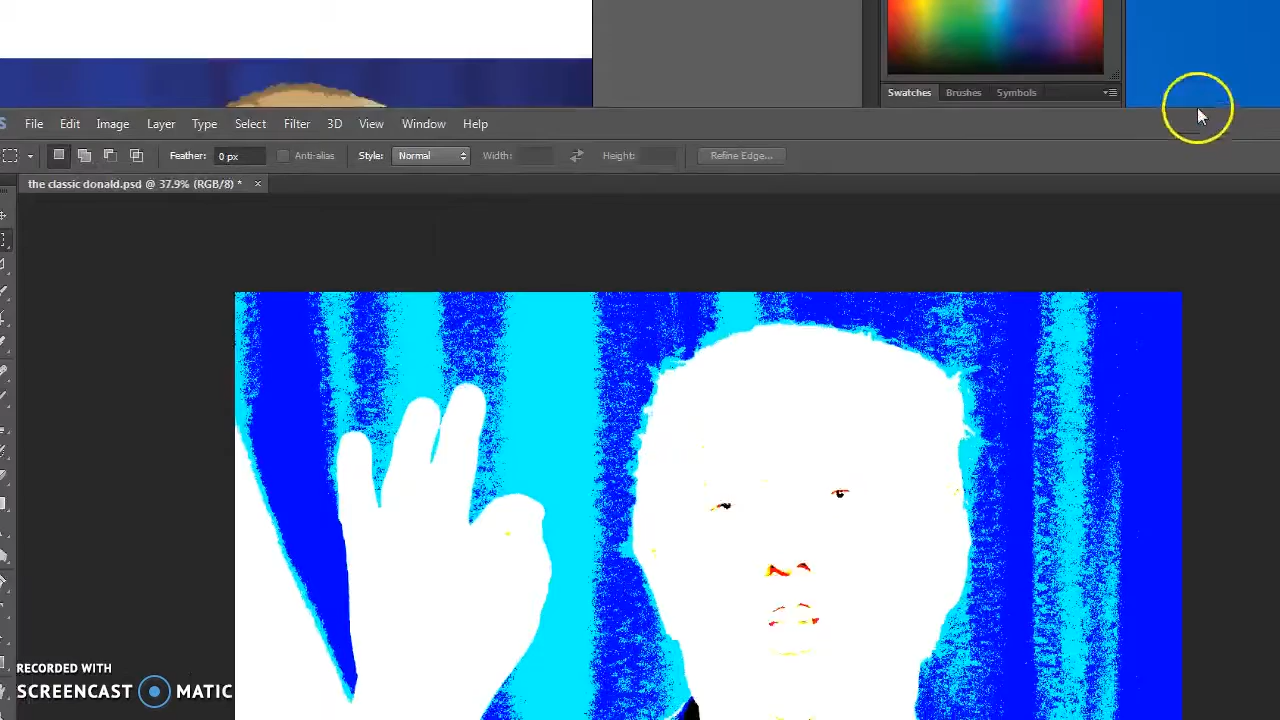 Swatches Brushes Symbols
S File Edit Image Layer Type Select Filter 3D View Window Help
Feather: 0 px Anti-alias Style: Normal Width: Height: Refine Edge...
the classic donald.psd @ 37.9% (RGB/8) * ×
RECORDED WITH
SCREENCAST MATIC